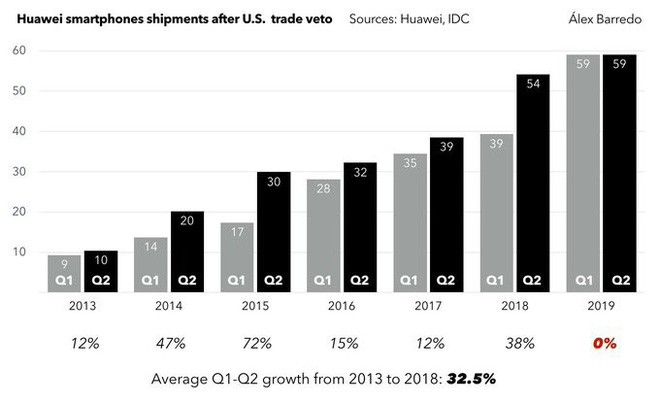 Huawei smartphones shipments after U.S. trade veto Sources: Huawei, IDC Álex Barredo
60
50
40
30
20
10
9 10 14 20 17 30 28 32 35 39 39 54 59 59
Q1 Q2 Q1 Q2 Q1 Q2 Q1 Q2 Q1 Q2 Q1 Q2 Q1 Q2
2013 2014 2015 2016 2017 2018 2019
12% 47% 72% 15% 12% 38% 0%
Average Q1-Q2 growth from 2013 to 2018: 32.5%